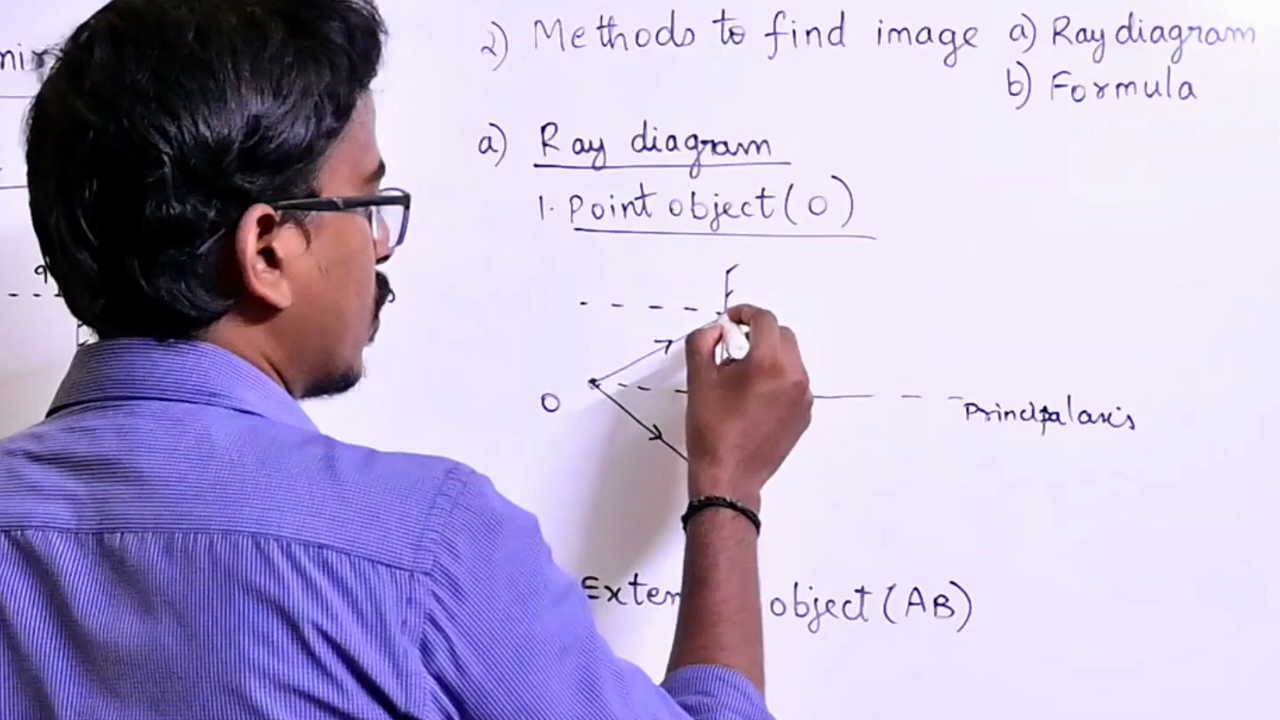 2) Methods to find image a) Ray diagram
b) Formula
a) Ray diagram
1. Point object (O)
O
Principal axis
object (AB)